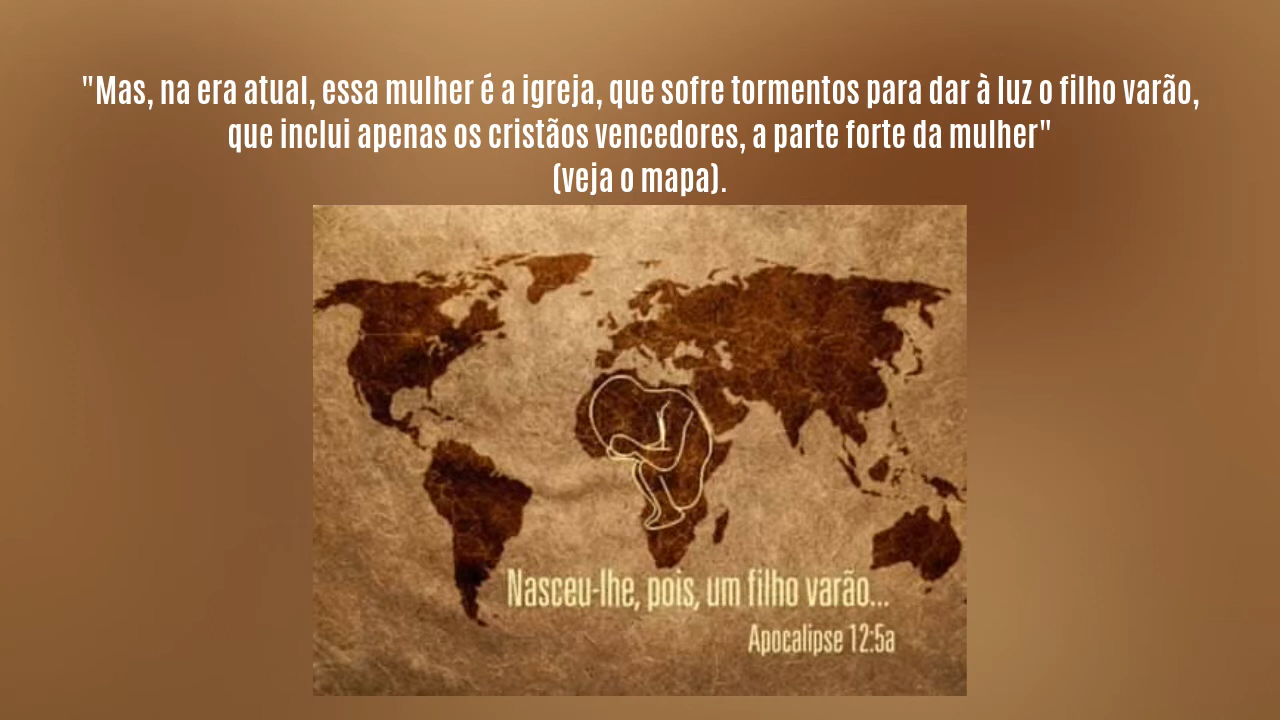 "Mas, na era atual, essa mulher é a igreja, que sofre tormentos para dar à luz o filho varão,
que inclui apenas os cristãos vencedores, a parte forte da mulher"
(veja o mapa).
Nasceu-lhe, pois, um filho varão...
Apocalipse 12:5a